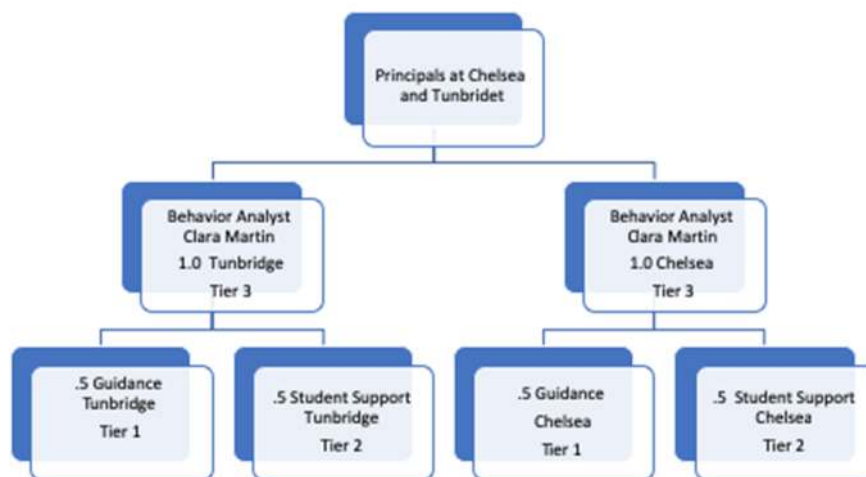 Principals at Chelsea
and Tunbridet
Behavior Analyst
Clara Martin
1.0 Tunbridge
Tier 3
Behavior Analyst
Clara Martin
1.0 Chelsea
Tier 3
.5 Guidance
Tunbridge
Tier 1
.5 Student Support
Tunbridge
Tier 2
.5 Guidance
Chelsea
Tier 1
.5 Student Support
Chelsea
Tier 2